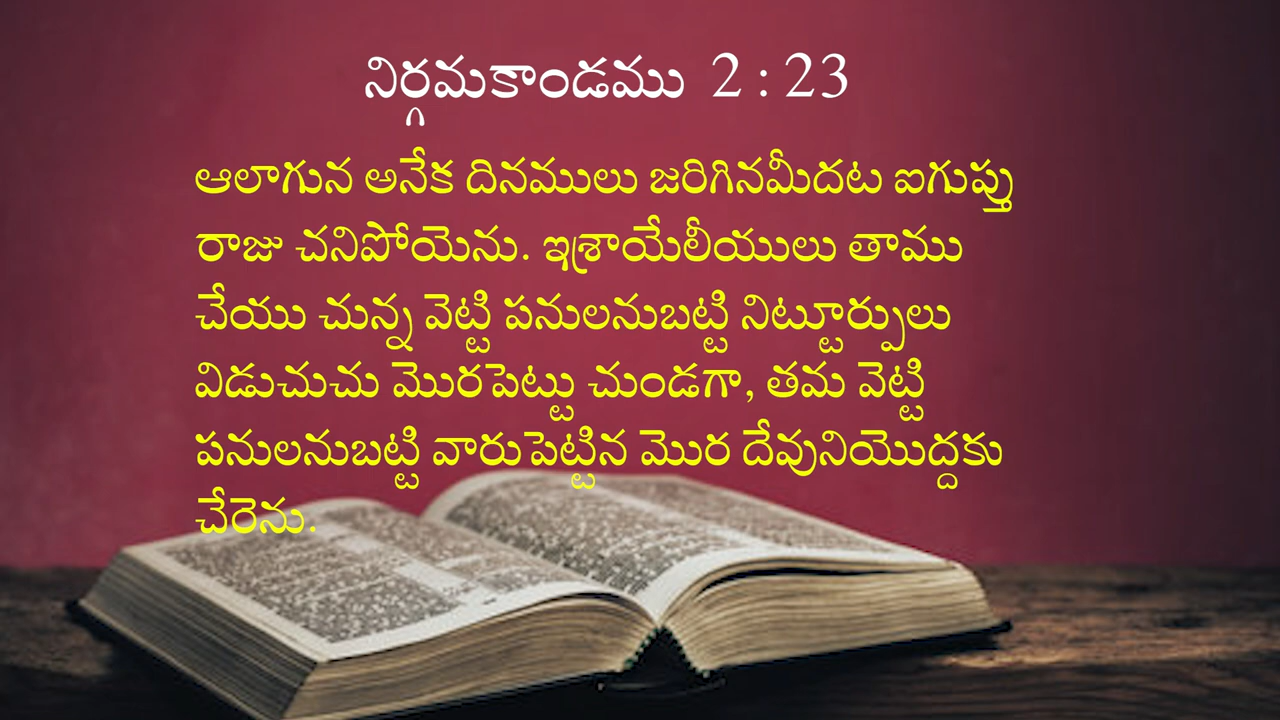 నిర్గమకాండము 2 : 23
ఆలాగున అనేక దినములు జరిగినమీదట ఐగుప్తు
రాజు చనిపోయెను. ఇశ్రాయేలీయులు తాము
చేయు చున్న వెట్టి పనులనుబట్టి నిట్టూర్పులు
విడుచుచు మొరపెట్టు చుండగా, తమ వెట్టి
పనులనుబట్టి వారుపెట్టిన మొర దేవునియొద్దకు
చేరెను.